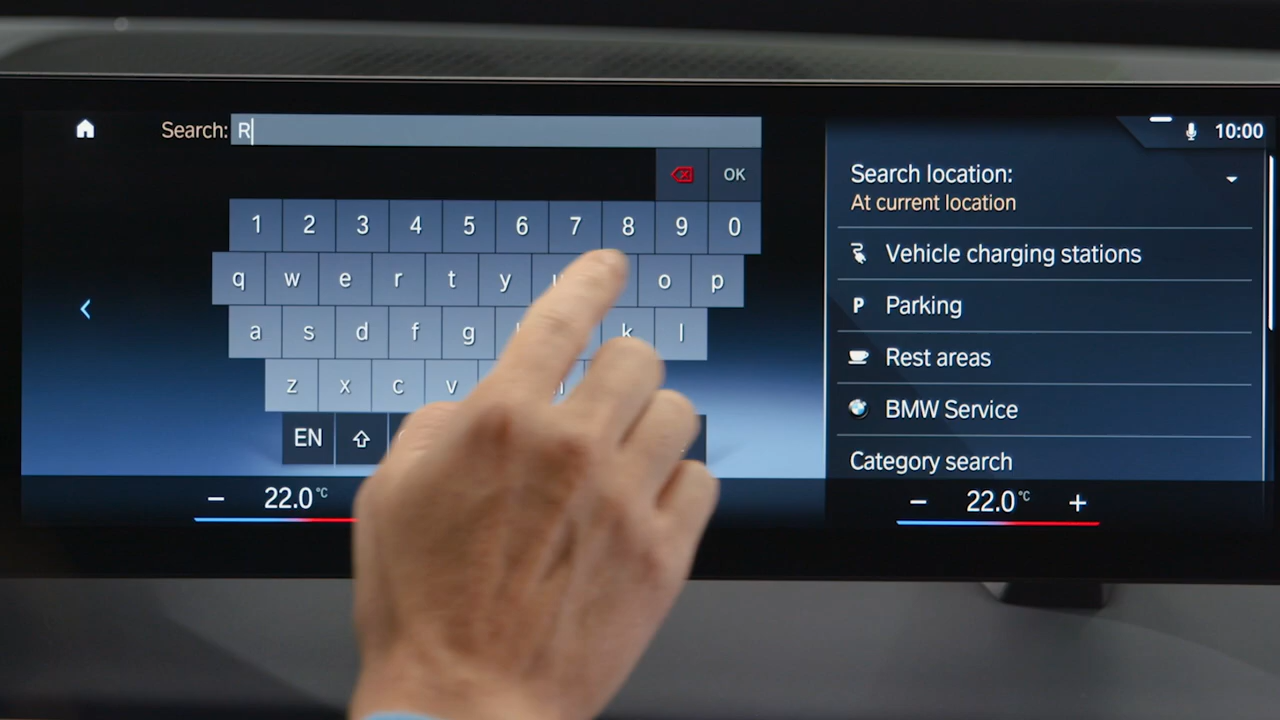 Search: R
OK
1 2 3 4 5 6 7 8 9 0
q w e r t y u o p
a s d f g k l
z x c v
EN
− 22.0 °C
10:00
Search location:
At current location
Vehicle charging stations
P Parking
Rest areas
BMW Service
Category search
− 22.0 °C +